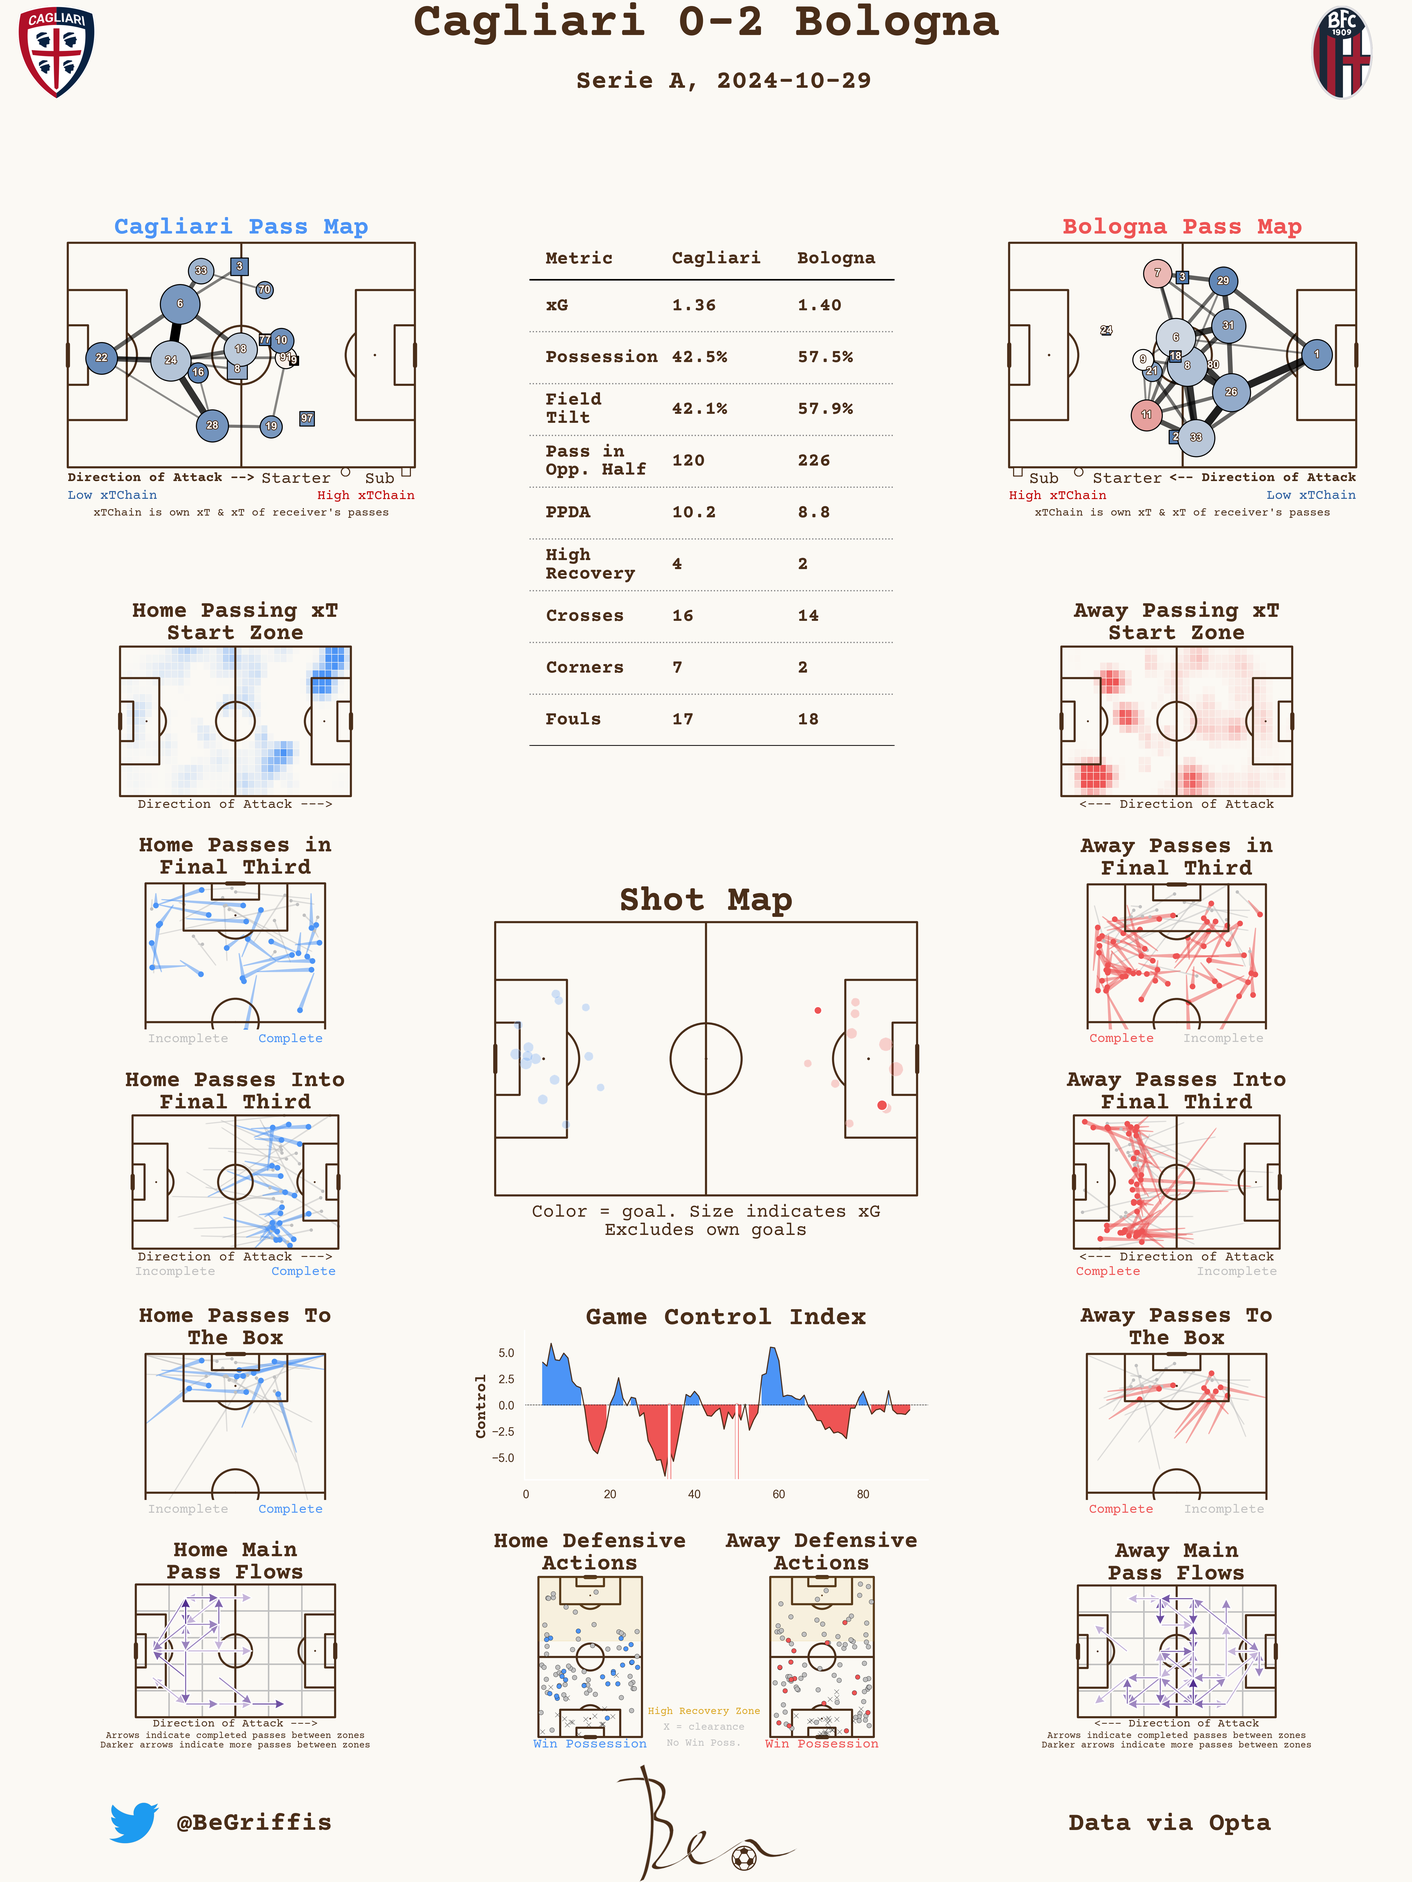 CAGLIARI
Cagliari 0-2 Bologna
BFC
1909
Serie A, 2024-10-29
Cagliari Pass Map
33
3
70
6
77
10
18
91
9
22
24
16
8
28
19
97
Direction of Attack --> Starter Sub
Low xTChain High xTChain
xTChain is own xT & xT of receiver's passes
Metric Cagliari Bologna
xG 1.36 1.40
Possession 42.5% 57.5%
Field
Tilt 42.1% 57.9%
Pass in
Opp. Half 120 226
PPDA 10.2 8.8
High
Recovery 4 2
Crosses 16 14
Corners 7 2
Fouls 17 18
Bologna Pass Map
7
3
29
24
31
6
9
18
1
8
80
21
26
11
2
33
Sub Starter <-- Direction of Attack
High xTChain Low xTChain
xTChain is own xT & xT of receiver's passes
Home Passing xT
Start Zone
Direction of Attack --->
Away Passing xT
Start Zone
<--- Direction of Attack
Home Passes in
Final Third
Incomplete Complete
Shot Map
Color = goal. Size indicates xG
Excludes own goals
Away Passes in
Final Third
Complete Incomplete
Home Passes Into
Final Third
Direction of Attack --->
Incomplete Complete
Away Passes Into
Final Third
<--- Direction of Attack
Complete Incomplete
Home Passes To
The Box
Incomplete Complete
Game Control Index
Control
5.0
2.5
0.0
−2.5
−5.0
0 20 40 60 80
Away Passes To
The Box
Complete Incomplete
Home Main
Pass Flows
Direction of Attack --->
Arrows indicate completed passes between zones
Darker arrows indicate more passes between zones
Home Defensive
Actions
Win Possession
High Recovery Zone
X = clearance
No Win Poss.
Away Defensive
Actions
Win Possession
Away Main
Pass Flows
<--- Direction of Attack
Arrows indicate completed passes between zones
Darker arrows indicate more passes between zones
@BeGriffis
Ben
Data via Opta